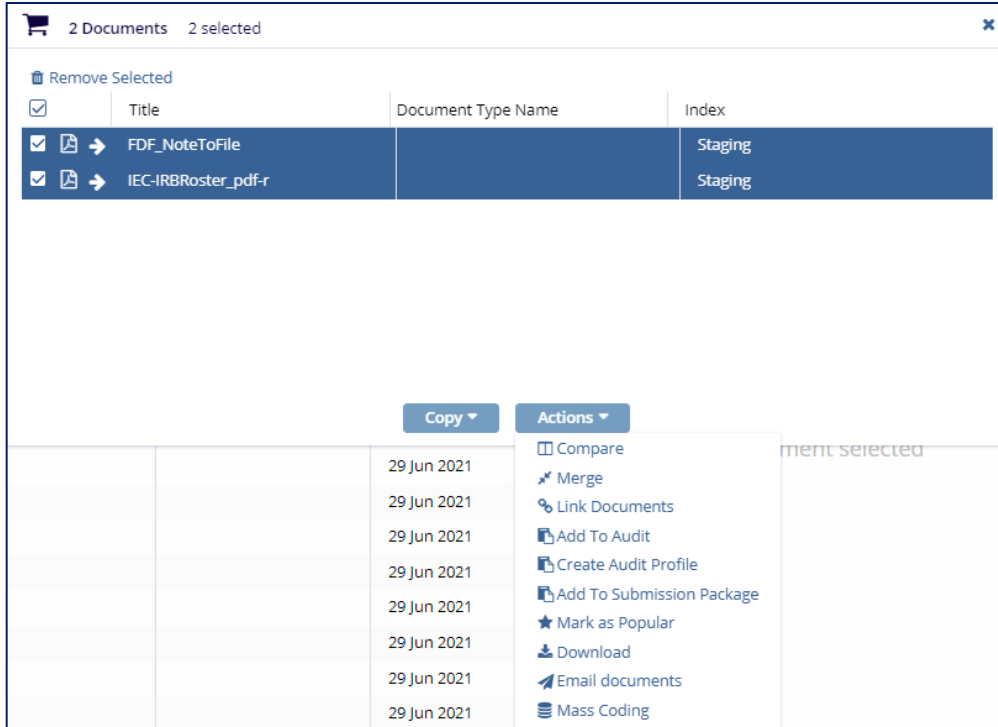 2 Documents 2 selected
Remove Selected
Title Document Type Name Index
FDF_NoteToFile Staging
IEC-IRBRoster_pdf-r Staging
Copy Actions
Compare
ment selected
29 Jun 2021
Merge
29 Jun 2021
Link Documents
29 Jun 2021
Add To Audit
29 Jun 2021
Create Audit Profile
29 Jun 2021
Add To Submission Package
29 Jun 2021
Mark as Popular
29 Jun 2021
Download
29 Jun 2021
Email documents
Mass Coding